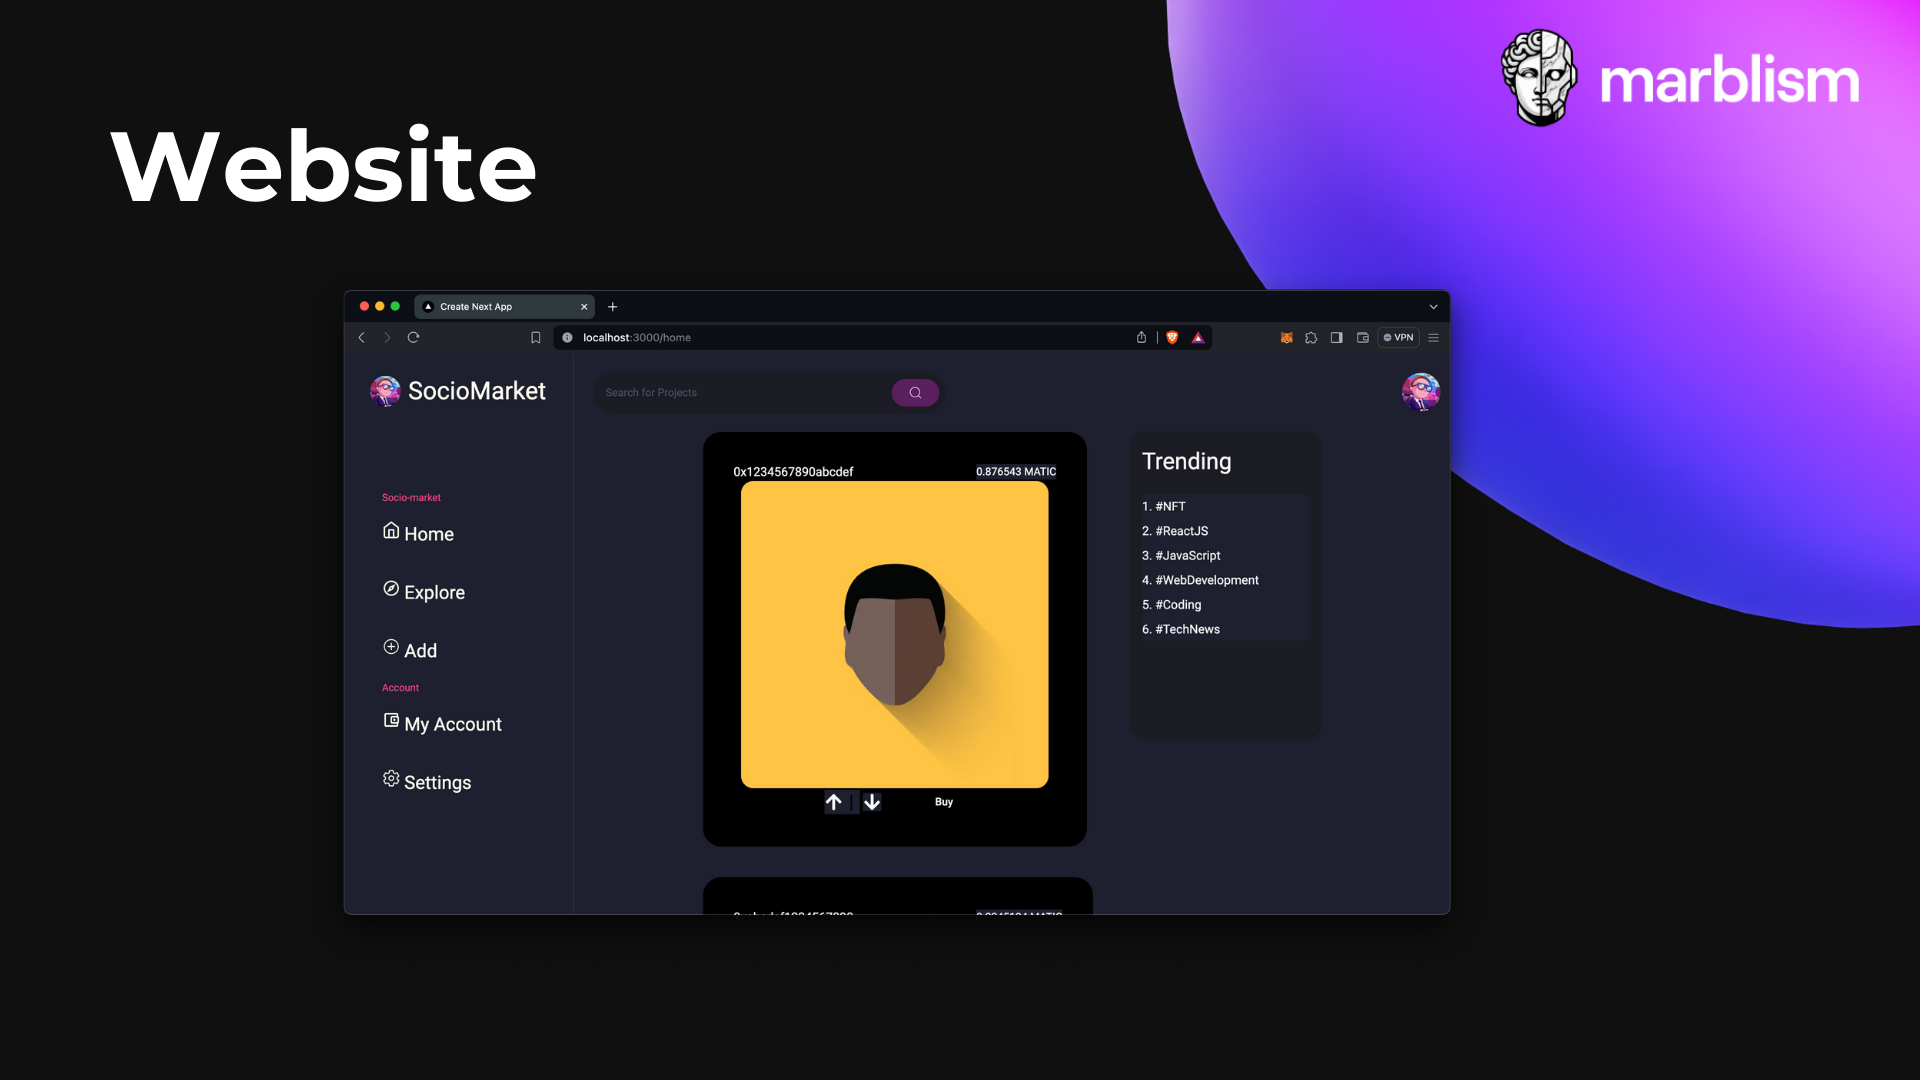 marblism
Website
Create Next App
localhost:3000/home
VPN
SocioMarket
Search for Projects
Socio-market
Home
Explore
Add
Account
My Account
Settings
0x1234567890abcdef
0.876543 MATIC
Buy
Trending
1. #NFT
2. #ReactJS
3. #JavaScript
4. #WebDevelopment
5. #Coding
6. #TechNews